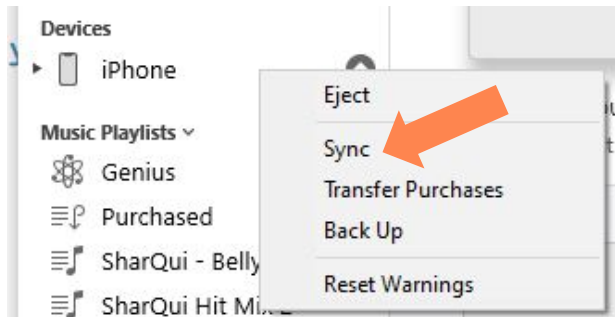 Devices
iPhone
Music Playlists
Genius
Purchased
SharQui - Belly
SharQui Hit Mix 2
Eject
Sync
Transfer Purchases
Back Up
Reset Warnings